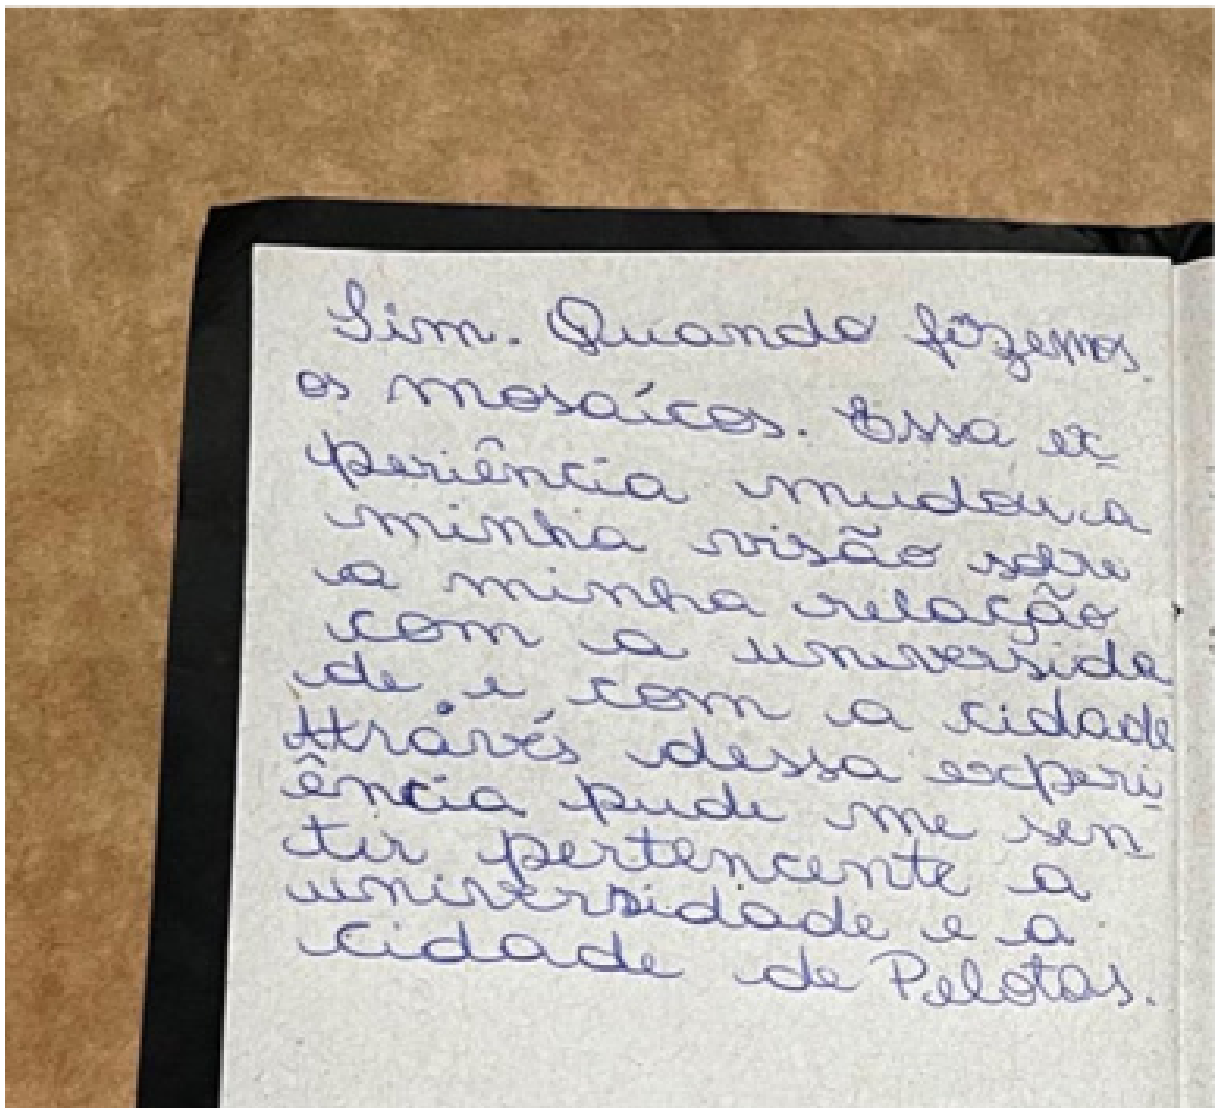 Sim. Quando fizemos
os mosaícos. Essa ex-
periência mudou a
minha visão sobre
a minha relação
com a universida
de e com a cidade.
Através dessa experi-
ência pude me sen-
tir pertencente a
universidade e a
cidade de Pelotas.